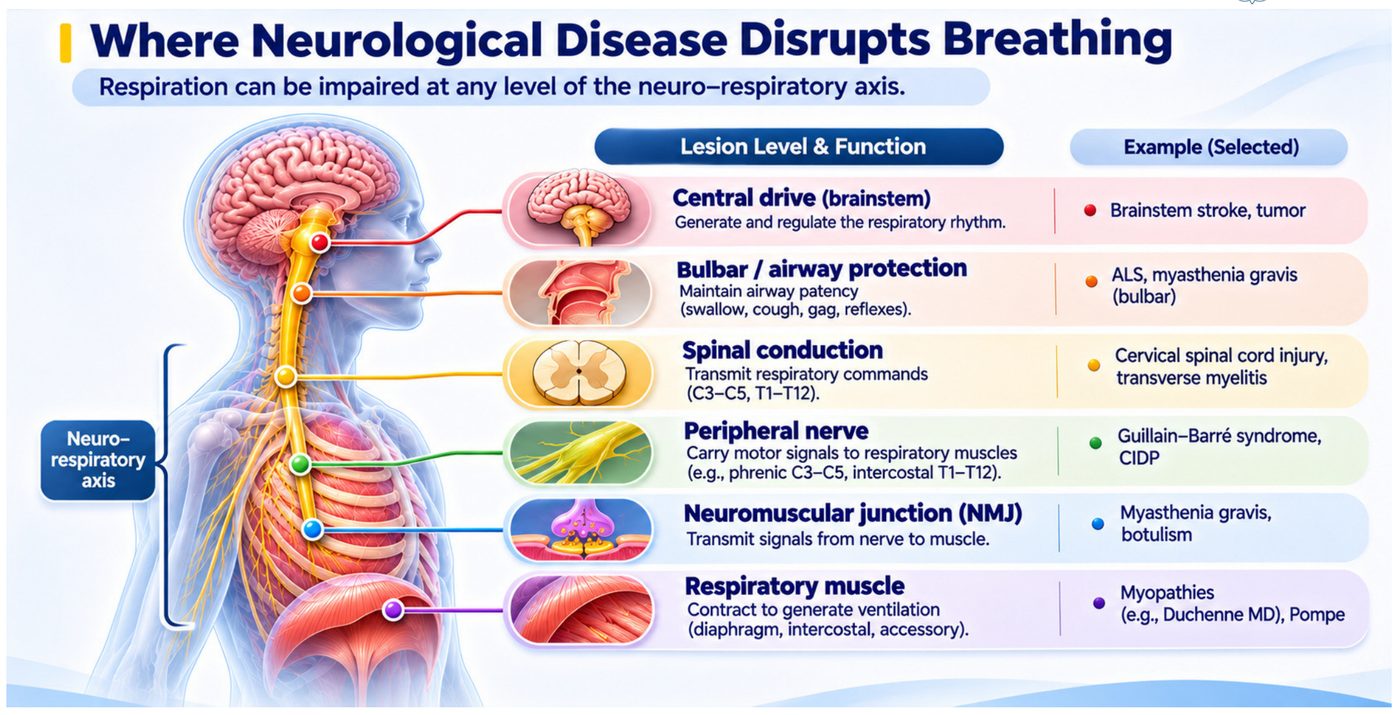 Where Neurological Disease Disrupts Breathing
Respiration can be impaired at any level of the neuro–respiratory axis.
Lesion Level & Function
Example (Selected)
Central drive (brainstem)
Generate and regulate the respiratory rhythm.
Brainstem stroke, tumor
Bulbar / airway protection
Maintain airway patency
(swallow, cough, gag, reflexes).
ALS, myasthenia gravis
(bulbar)
Spinal conduction
Transmit respiratory commands
(C3–C5, T1–T12).
Cervical spinal cord injury,
transverse myelitis
Peripheral nerve
Carry motor signals to respiratory muscles
(e.g., phrenic C3–C5, intercostal T1–T12).
Guillain–Barré syndrome,
CIDP
Neuromuscular junction (NMJ)
Transmit signals from nerve to muscle.
Myasthenia gravis,
botulism
Respiratory muscle
Contract to generate ventilation
(diaphragm, intercostal, accessory).
Myopathies
(e.g., Duchenne MD), Pompe
Neuro–
respiratory
axis